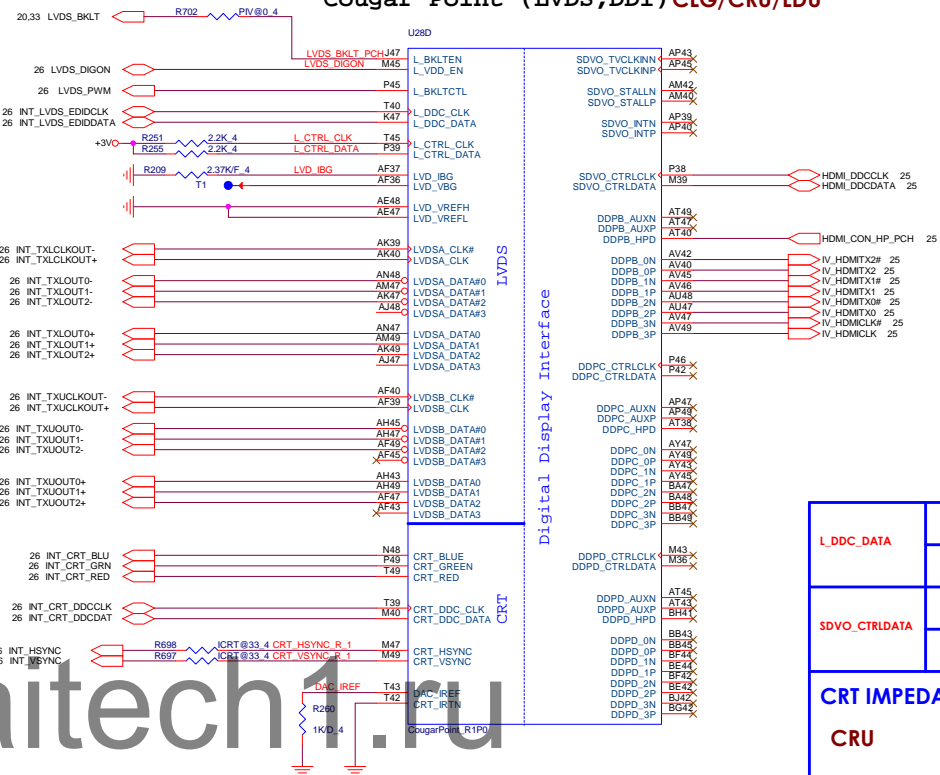 Cougar Point (LVDS,DDI) CLG/CRU/LDU
20,33 LVDS_BKLT R702 PIV@0_4
U28D
LVDS_BKLT_PCH J47 L_BKLTEN
26 LVDS_DIGON LVDS_DIGON M45 L_VDD_EN
26 LVDS_PWM P45 L_BKLTCTL
26 INT_LVDS_EDIDCLK T40 L_DDC_CLK
26 INT_LVDS_EDIDDATA K47 L_DDC_DATA
+3VO R251 2.2K_4 L_CTRL_CLK T45 L_CTRL_CLK
R255 2.2K_4 L_CTRL_DATA P39 L_CTRL_DATA
R209 2.37K/F_4 LVD_IBG AF37 LVD_IBG
T1 AF36 LVD_VBG
AE48 LVD_VREFH
AE47 LVD_VREFL
26 INT_TXLCLKOUT- AK39 LVDSA_CLK#
26 INT_TXLCLKOUT+ AK40 LVDSA_CLK
26 INT_TXLOUT0- AN48 LVDSA_DATA#0
26 INT_TXLOUT1- AM47 LVDSA_DATA#1
26 INT_TXLOUT2- AK47 LVDSA_DATA#2
AJ48 LVDSA_DATA#3
26 INT_TXLOUT0+ AN47 LVDSA_DATA0
26 INT_TXLOUT1+ AM49 LVDSA_DATA1
26 INT_TXLOUT2+ AK49 LVDSA_DATA2
AJ47 LVDSA_DATA3
26 INT_TXUCLKOUT- AF40 LVDSB_CLK#
26 INT_TXUCLKOUT+ AF39 LVDSB_CLK
26 INT_TXUOUT0- AH45 LVDSB_DATA#0
26 INT_TXUOUT1- AH47 LVDSB_DATA#1
26 INT_TXUOUT2- AF49 LVDSB_DATA#2
AF45 LVDSB_DATA#3
26 INT_TXUOUT0+ AH43 LVDSB_DATA0
26 INT_TXUOUT1+ AH49 LVDSB_DATA1
26 INT_TXUOUT2+ AF47 LVDSB_DATA2
AF43 LVDSB_DATA3
26 INT_CRT_BLU N48 CRT_BLUE
26 INT_CRT_GRN P49 CRT_GREEN
26 INT_CRT_RED T49 CRT_RED
26 INT_CRT_DDCCLK T39 CRT_DDC_CLK
26 INT_CRT_DDCDAT M40 CRT_DDC_DATA
6 INT_HSYNC R698 ICRT@33_4 CRT_HSYNC_R_1 M47 CRT_HSYNC
6 INT_VSYNC R697 ICRT@33_4 CRT_VSYNC_R_1 M49 CRT_VSYNC
DAC_IREF T43 DAC_IREF
T42 CRT_IRTN
R260
1K/D_4
CougarPoint_R1P0
LVDS
CRT
Digital Display Interface
SDVO_TVCLKINN AP43
SDVO_TVCLKINP AP45
SDVO_STALLN AM42
SDVO_STALLP AM40
SDVO_INTN AP39
SDVO_INTP AP40
SDVO_CTRLCLK P38 HDMI_DDCCLK 25
SDVO_CTRLDATA M39 HDMI_DDCDATA 25
DDPB_AUXN AT49
DDPB_AUXP AT47
DDPB_HPD AT40 HDMI_CON_HP_PCH 25
DDPB_0N AV42 IV_HDMITX2# 25
DDPB_0P AV40 IV_HDMITX2 25
DDPB_1N AV45 IV_HDMITX1# 25
DDPB_1P AV46 IV_HDMITX1 25
DDPB_2N AU48 IV_HDMITX0# 25
DDPB_2P AU47 IV_HDMITX0 25
DDPB_3N AV47 IV_HDMICLK# 25
DDPB_3P AV49 IV_HDMICLK 25
DDPC_CTRLCLK P46
DDPC_CTRLDATA P42
DDPC_AUXN AP47
DDPC_AUXP AP49
DDPC_HPD AT38
DDPC_0N AY47
DDPC_0P AY49
DDPC_1N AY43
DDPC_1P AY45
DDPC_2N BA47
DDPC_2P BA48
DDPC_3N BB47
DDPC_3P BB49
DDPD_CTRLCLK M43
DDPD_CTRLDATA M36
DDPD_AUXN AT45
DDPD_AUXP AT43
DDPD_HPD BH41
DDPD_0N BB43
DDPD_0P BB45
DDPD_1N BF44
DDPD_1P BE44
DDPD_2N BF42
DDPD_2P BE42
DDPD_3N BJ42
DDPD_3P BG42
L_DDC_DATA
SDVO_CTRLDATA
CRT IMPEDA
CRU
aitech1.ru